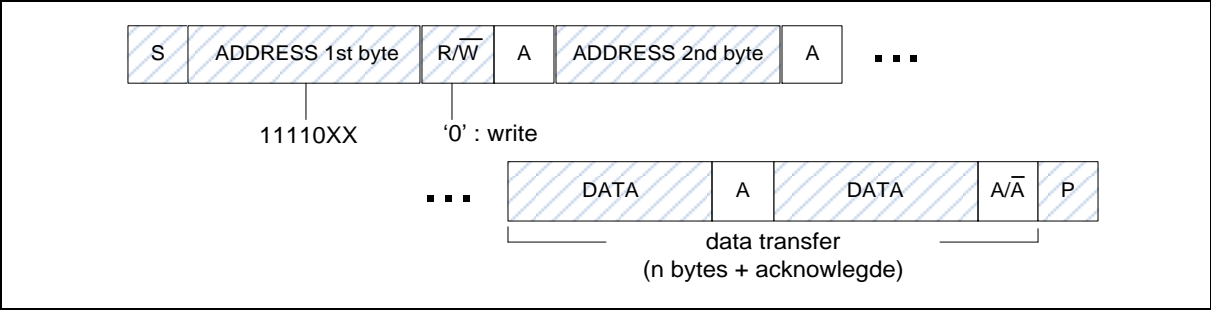 S ADDRESS 1st byte R/W̅ A ADDRESS 2nd byte A ...
11110XX '0' : write
... DATA A DATA A/A̅ P
data transfer
(n bytes + acknowlegde)